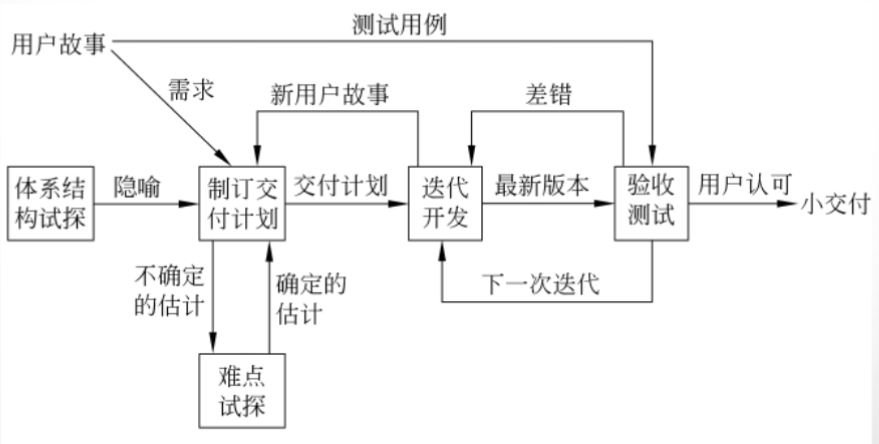 测试用例
用户故事
需求
新用户故事
差错
体系结
构试探
隐喻
制订交
付计划
交付计划
迭代
开发
最新版本
验收
测试
用户认可
小交付
不确定
的估计
确定的
估计
下一次迭代
难点
试探